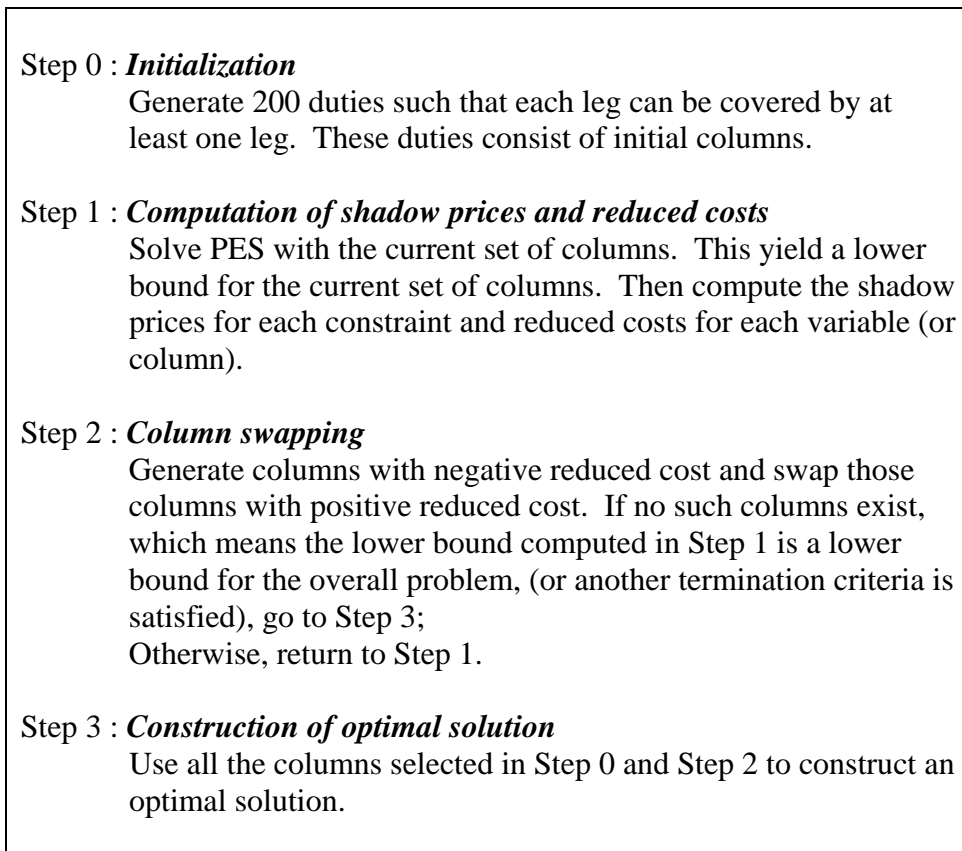 Step 0 : Initialization
Generate 200 duties such that each leg can be covered by at
least one leg. These duties consist of initial columns.
Step 1 : Computation of shadow prices and reduced costs
Solve PES with the current set of columns. This yield a lower
bound for the current set of columns. Then compute the shadow
prices for each constraint and reduced costs for each variable (or
column).
Step 2 : Column swapping
Generate columns with negative reduced cost and swap those
columns with positive reduced cost. If no such columns exist,
which means the lower bound computed in Step 1 is a lower
bound for the overall problem, (or another termination criteria is
satisfied), go to Step 3;
Otherwise, return to Step 1.
Step 3 : Construction of optimal solution
Use all the columns selected in Step 0 and Step 2 to construct an
optimal solution.